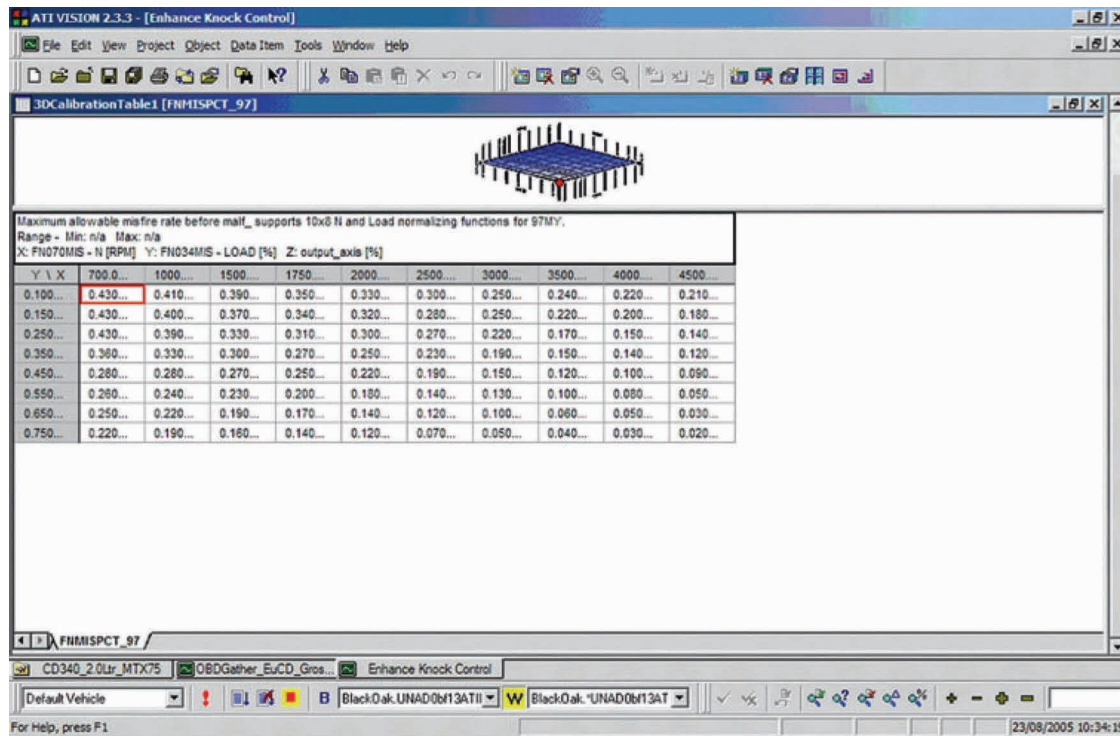 ATI VISION 2.3.3 - [Enhance Knock Control]
File Edit View Project Object Data Item Tools Window Help
3DCalibrationTable1 [FNMISPCT_97]
Maximum allowable misfire rate before malf_ supports 10x8 N and Load normalizing functions for 97MY.
Range - Min: n/a Max: n/a
X: FN070MIS - N [RPM] Y: FN034MIS - LOAD [%] Z: output_axis [%]
Y \ X 700.0... 1000.... 1500.... 1750.... 2000.... 2500.... 3000.... 3500.... 4000.... 4500....
0.100... 0.430... 0.410... 0.390... 0.350... 0.330... 0.300... 0.250... 0.240... 0.220... 0.210...
0.150... 0.430... 0.400... 0.370... 0.340... 0.320... 0.280... 0.250... 0.220... 0.200... 0.180...
0.250... 0.430... 0.390... 0.330... 0.310... 0.300... 0.270... 0.220... 0.170... 0.150... 0.140...
0.350... 0.360... 0.330... 0.300... 0.270... 0.250... 0.230... 0.190... 0.150... 0.140... 0.120...
0.450... 0.280... 0.280... 0.270... 0.250... 0.220... 0.190... 0.150... 0.120... 0.100... 0.090...
0.550... 0.260... 0.240... 0.230... 0.200... 0.180... 0.140... 0.130... 0.100... 0.080... 0.050...
0.650... 0.250... 0.220... 0.190... 0.170... 0.140... 0.120... 0.100... 0.060... 0.050... 0.030...
0.750... 0.220... 0.190... 0.160... 0.140... 0.120... 0.070... 0.050... 0.040... 0.030... 0.020...
FNMISPCT_97
CD340_2.0Ltr_MTX75 OBDGather_EuCD_Gros... Enhance Knock Control
Default Vehicle B W
For Help, press F1 23/08/2005 10:34:19